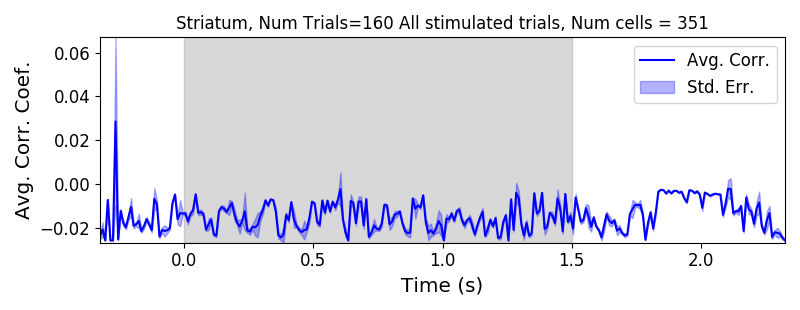 Striatum, Num Trials=160 All stimulated trials, Num cells = 351
Avg. Corr. Coef.
0.06
0.04
0.02
0.00
−0.02
Avg. Corr.
Std. Err.
0.0 0.5 1.0 1.5 2.0
Time (s)